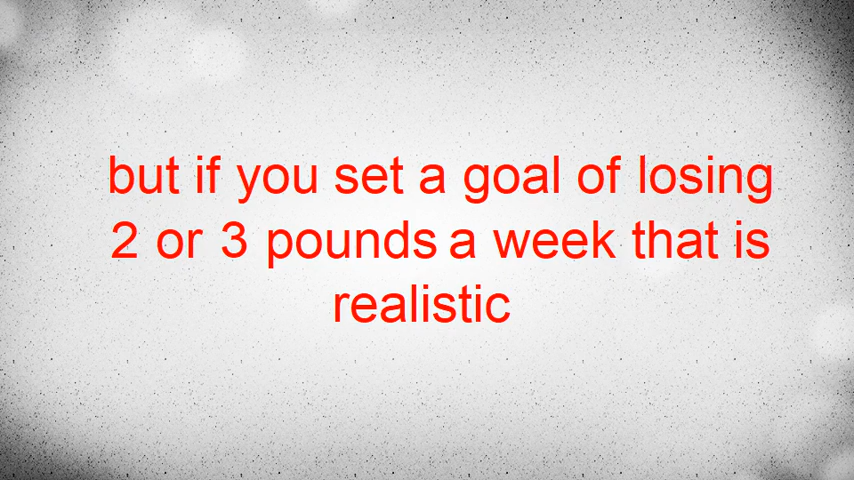 but if you set a goal of losing
2 or 3 pounds a week that is
realistic